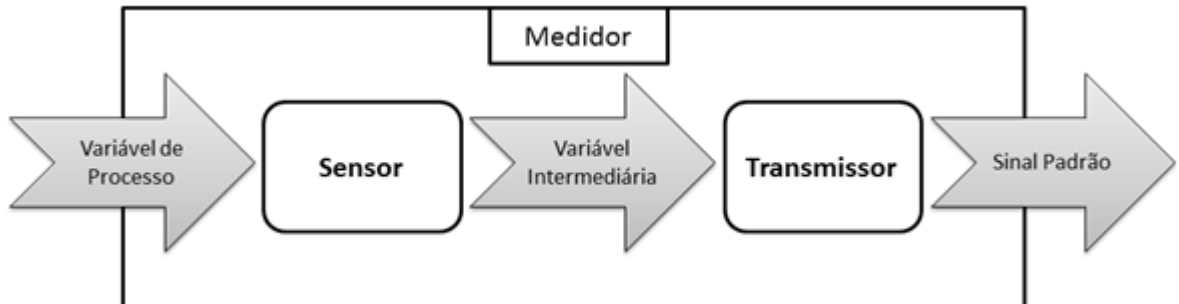 Medidor
Variável de
Processo
Sensor
Variável
Intermediária
Transmissor
Sinal Padrão